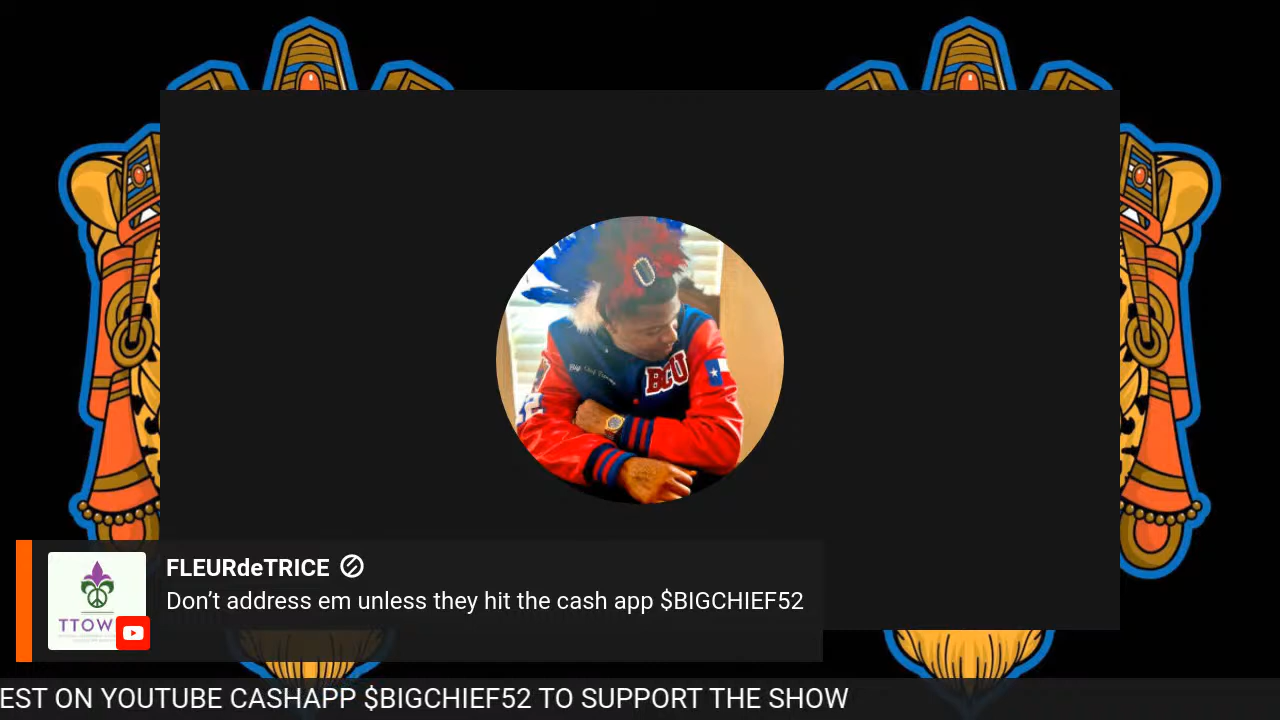 BCU
FLEURdeTRICE
Don’t address em unless they hit the cash app $BIGCHIEF52
TTOW
EST ON YOUTUBE CASHAPP $BIGCHIEF52 TO SUPPORT THE SHOW